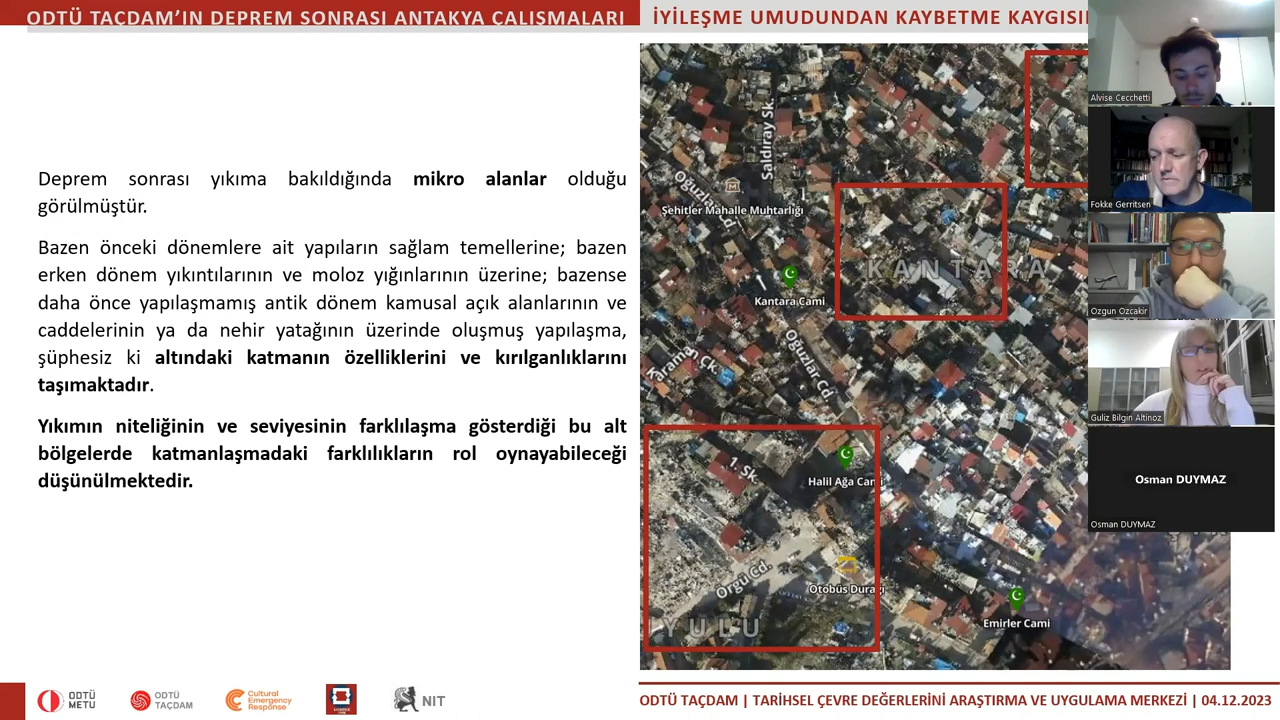 ODTÜ TAÇDAM'IN DEPREM SONRASI ANTAKYA ÇALIŞMALARI
İYİLEŞME UMUDUNDAN KAYBETME KAYGISI
Deprem sonrası yıkıma bakıldığında mikro alanlar olduğu
görülmüştür.
Bazen önceki dönemlere ait yapıların sağlam temellerine; bazen
erken dönem yıkıntılarının ve moloz yığınlarının üzerine; bazense
daha önce yapılaşmamış antik dönem kamusal açık alanlarının ve
caddelerinin ya da nehir yatağının üzerinde oluşmuş yapılaşma,
şüphesiz ki altındaki katmanın özelliklerini ve kırılganlıklarını
taşımaktadır.
Yıkımın niteliğinin ve seviyesinin farklılaşma gösterdiği bu alt
bölgelerde katmanlaşmadaki farklılıkların rol oynayabileceği
düşünülmektedir.
Saldıray Sk.
Şehitler Mahalle Muhtarlığı
KANTARA
Kantara Cami
Oğuzlar Cd.
Karaman Çk.
1. Sk.
Halil Ağa Cami
Örgü Cd.
Otobüs Durağı
IYULU
Emirler Cami
Alvise Cecchetti
Fokke Gerritsen
Ozgun Ozcakir
Guliz Bilgin Altinoz
Osman DUYMAZ
Osman DUYMAZ
ODTÜ
METU
ODTÜ
TAÇDAM
Cultural
Emergency
Response
NIT
ODTÜ TAÇDAM | TARİHSEL ÇEVRE DEĞERLERİNİ ARAŞTIRMA VE UYGULAMA MERKEZİ | 04.12.2023